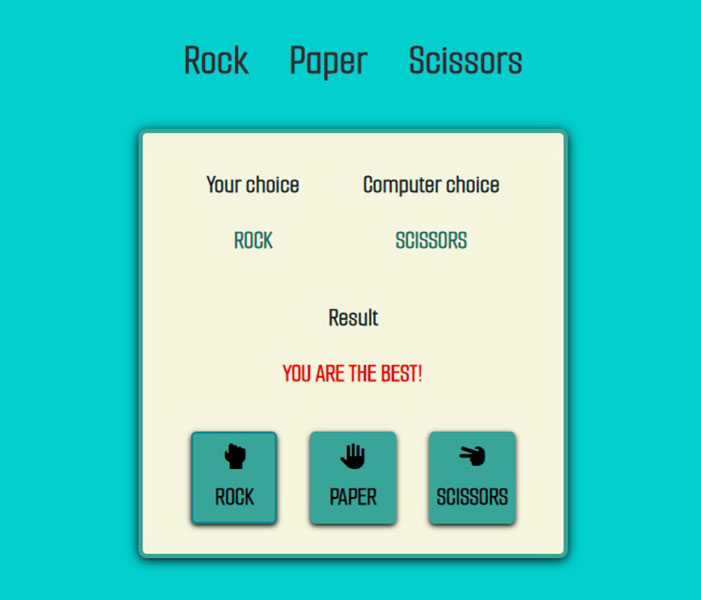 Rock Paper Scissors
Your choice Computer choice
ROCK SCISSORS
Result
YOU ARE THE BEST!
ROCK PAPER SCISSORS